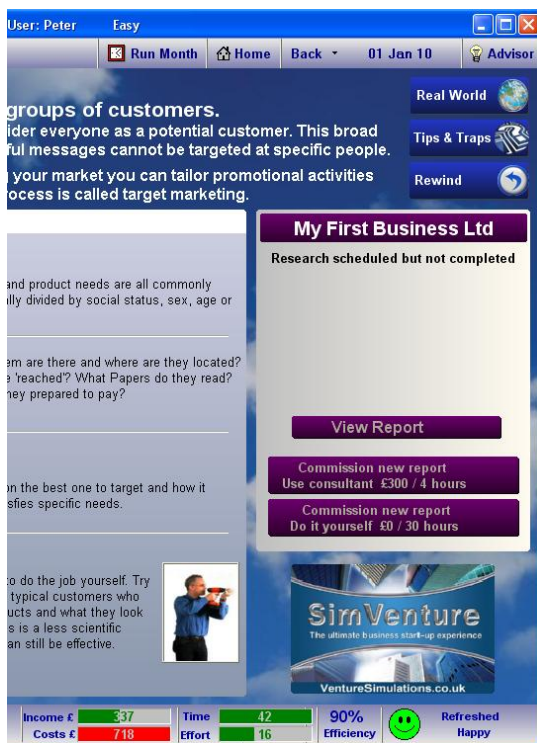 User: Peter Easy
Run Month Home Back 01 Jan 10 Advisor
groups of customers.
ider everyone as a potential customer. This broad
ful messages cannot be targeted at specific people.
your market you can tailor promotional activities
rocess is called target marketing.
Real World
Tips & Traps
Rewind
and product needs are all commonly
lly divided by social status, sex, age or
em are there and where are they located?
e 'reached'? What Papers do they read?
hey prepared to pay?
on the best one to target and how it
sfies specific needs.
to do the job yourself. Try
typical customers who
ucts and what they look
s is a less scientific
an still be effective.
My First Business Ltd
Research scheduled but not completed
View Report
Commission new report
Use consultant £300 / 4 hours
Commission new report
Do it yourself £0 / 30 hours
SimVenture
The ultimate business start-up experience
VentureSimulations.co.uk
Income £ 337 Time 42 90% Refreshed
Costs £ 718 Effort 16 Efficiency Happy